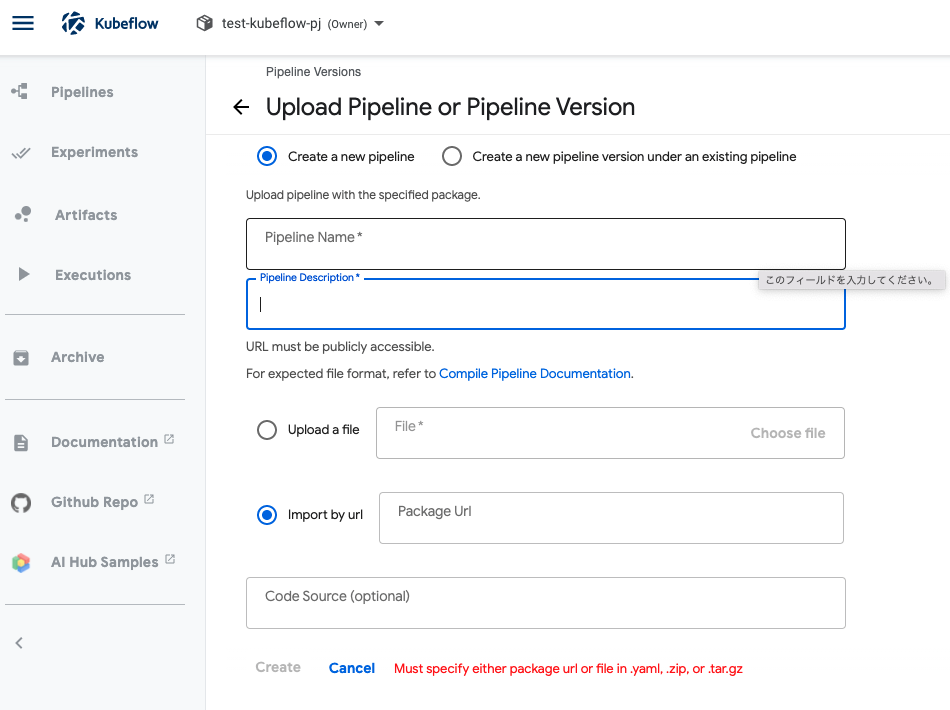 Kubeflow
test-kubeflow-pj (Owner)
Pipelines
Experiments
Artifacts
Executions
Archive
Documentation
Github Repo
AI Hub Samples
Pipeline Versions
Upload Pipeline or Pipeline Version
Create a new pipeline
Create a new pipeline version under an existing pipeline
Upload pipeline with the specified package.
Pipeline Name*
Pipeline Description*
このフィールドを入力してください。
URL must be publicly accessible.
For expected file format, refer to Compile Pipeline Documentation.
Upload a file
File*
Choose file
Import by url
Package Url
Code Source (optional)
Create
Cancel
Must specify either package url or file in .yaml, .zip, or .tar.gz